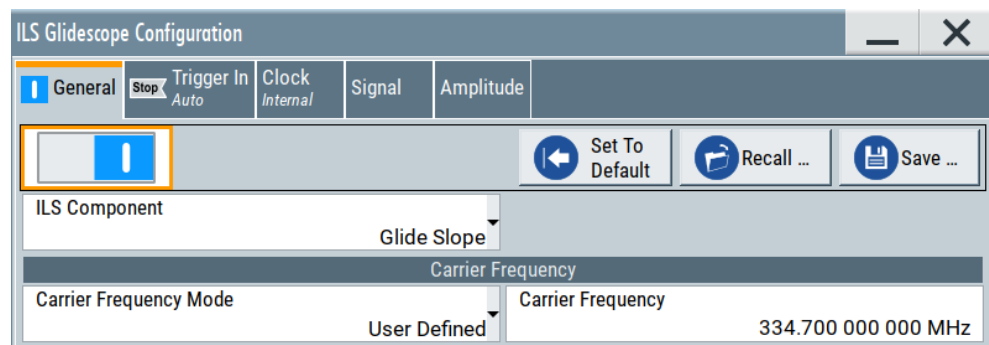 ILS Glidescope Configuration
General
Stop
Trigger In
Auto
Clock
Internal
Signal
Amplitude
Set To
Default
Recall ...
Save ...
ILS Component
Glide Slope
Carrier Frequency
Carrier Frequency Mode
User Defined
Carrier Frequency
334.700 000 000 MHz